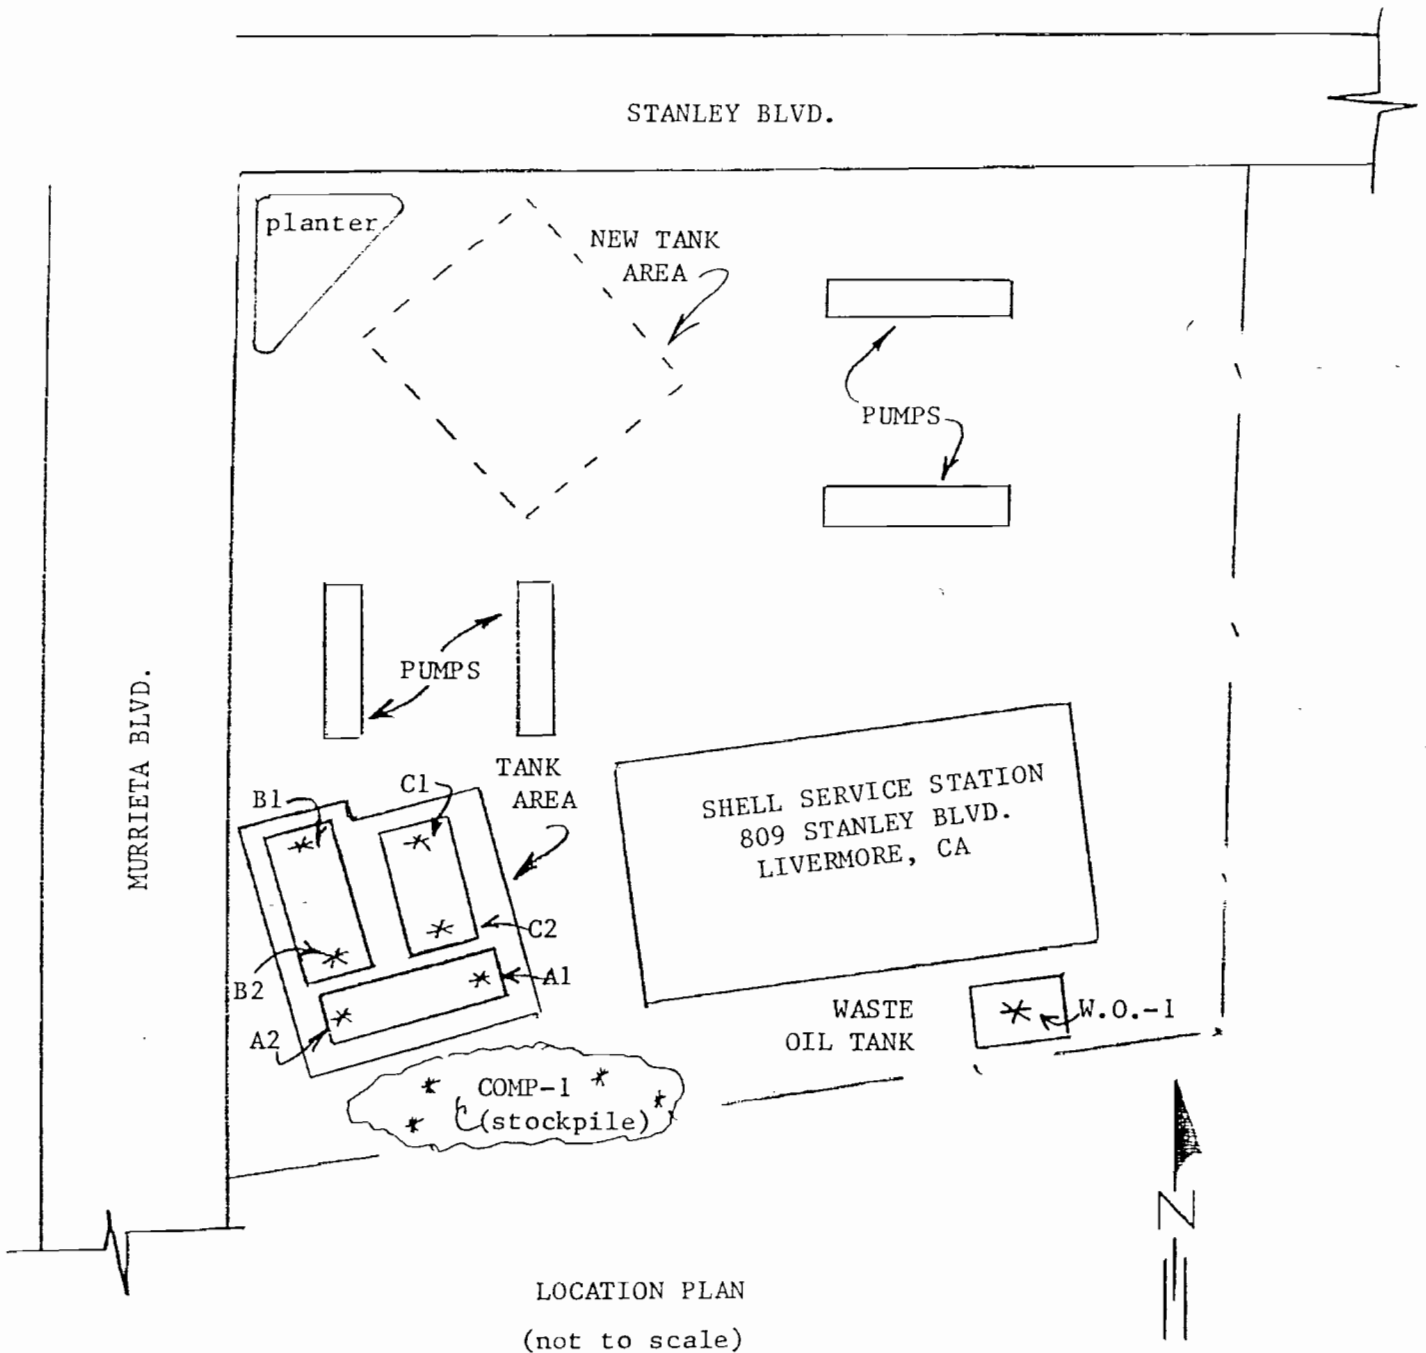 STANLEY BLVD.
planter
NEW TANK
AREA
PUMPS
PUMPS
MURRIETA BLVD.
TANK
AREA
B1
C1
C2
B2
A1
A2
SHELL SERVICE STATION
809 STANLEY BLVD.
LIVERMORE, CA
WASTE
OIL TANK
W.O.-1
COMP-1
(stockpile)
N
LOCATION PLAN
(not to scale)